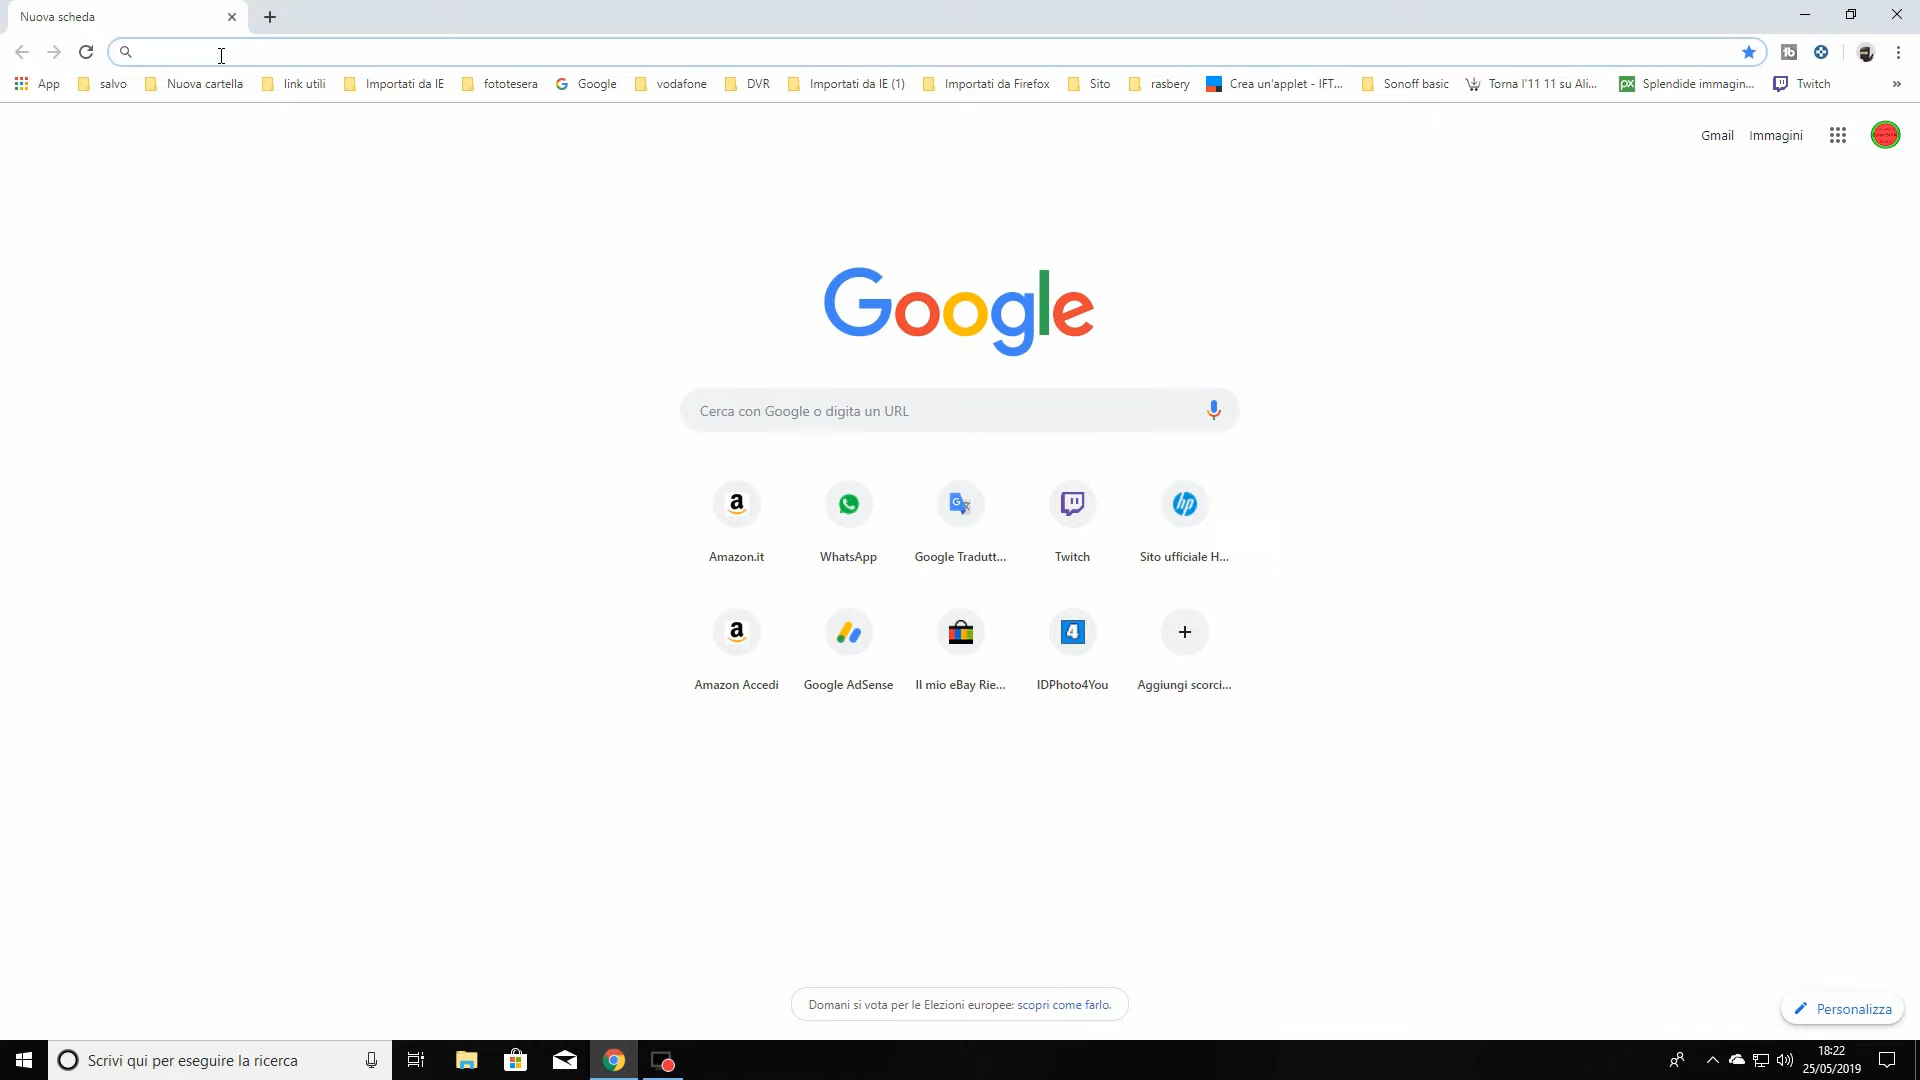 Nuova scheda
App salvo Nuova cartella link utili Importati da IE fototesera Google vodafone DVR Importati da IE (1) Importati da Firefox Sito rasbery Crea un'applet - IFT... Sonoff basic Torna l'11 11 su Ali... Splendide immagin... Twitch »
Gmail Immagini
Google
Cerca con Google o digita un URL
Amazon.it WhatsApp Google Tradutt... Twitch Sito ufficiale H...
Amazon Accedi Google AdSense Il mio eBay Rie... IDPhoto4You Aggiungi scorci...
Domani si vota per le Elezioni europee: scopri come farlo.
Personalizza
Scrivi qui per eseguire la ricerca
18:22
25/05/2019